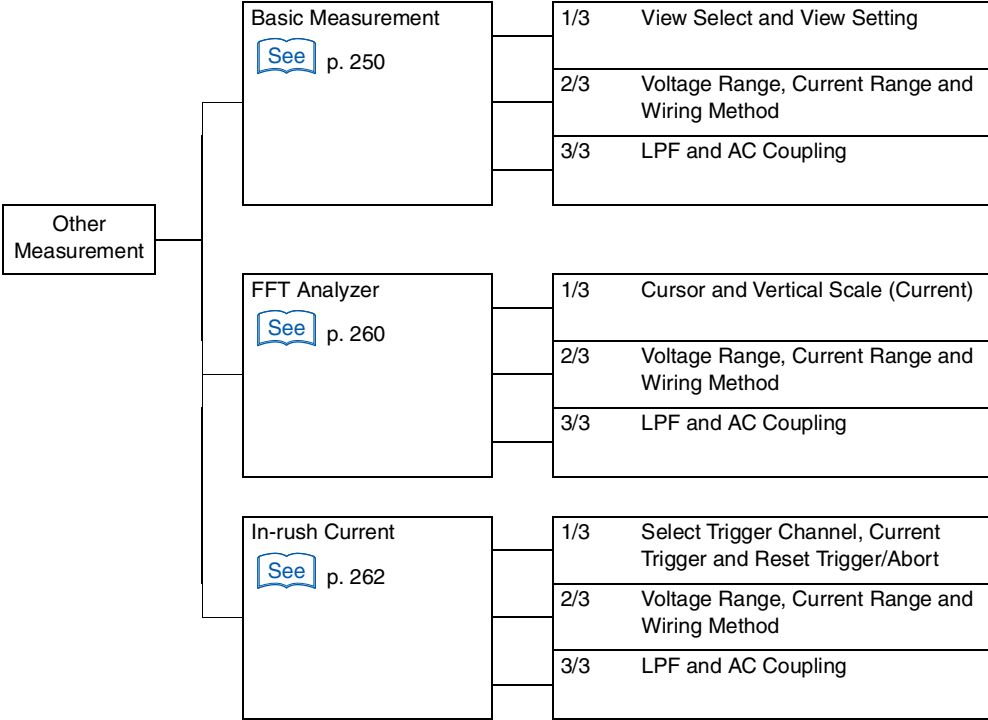 Other
Measurement
Basic Measurement
See p. 250
1/3 View Select and View Setting
2/3 Voltage Range, Current Range and
Wiring Method
3/3 LPF and AC Coupling
FFT Analyzer
See p. 260
1/3 Cursor and Vertical Scale (Current)
2/3 Voltage Range, Current Range and
Wiring Method
3/3 LPF and AC Coupling
In-rush Current
See p. 262
1/3 Select Trigger Channel, Current
Trigger and Reset Trigger/Abort
2/3 Voltage Range, Current Range and
Wiring Method
3/3 LPF and AC Coupling